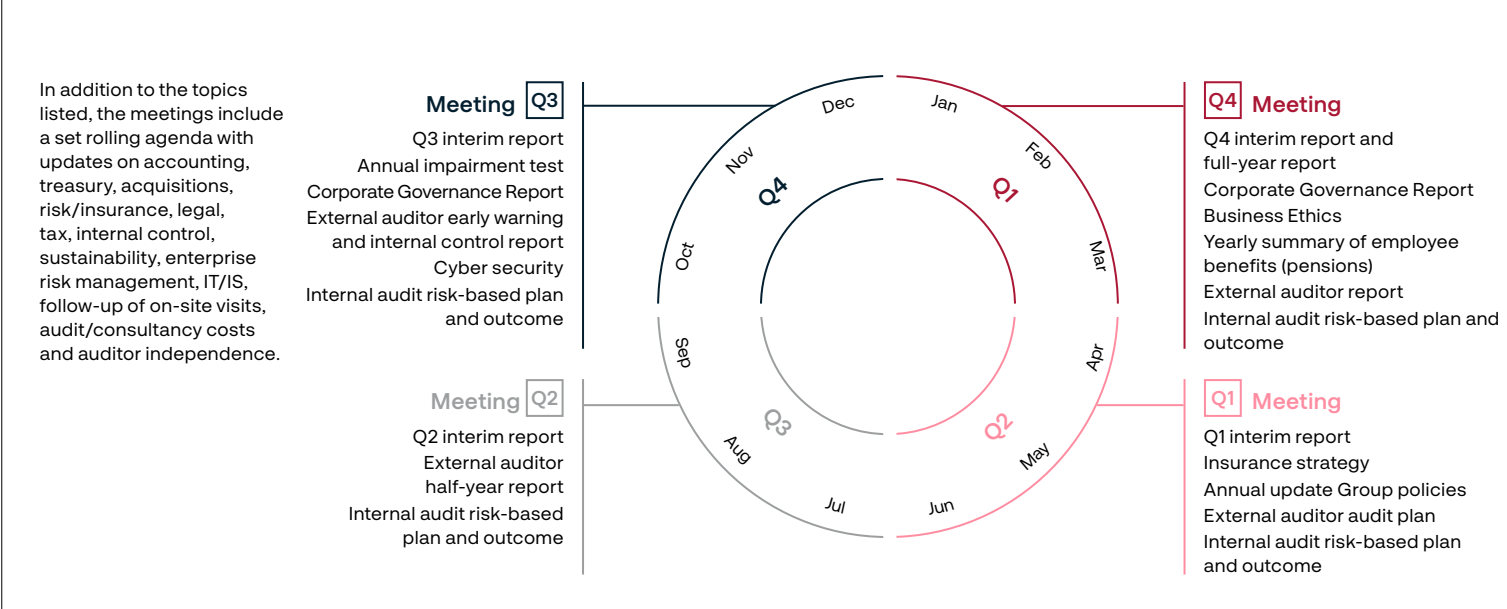 In addition to the topics
listed, the meetings include
a set rolling agenda with
updates on accounting,
treasury, acquisitions,
risk/insurance, legal,
tax, internal control,
sustainability, enterprise
risk management, IT/IS,
follow-up of on-site visits,
audit/consultancy costs
and auditor independence.
Meeting Q3
Q3 interim report
Annual impairment test
Corporate Governance Report
External auditor early warning
and internal control report
Cyber security
Internal audit risk-based plan
and outcome
Meeting Q2
Q2 interim report
External auditor
half-year report
Internal audit risk-based
plan and outcome
Jan
Feb
Mar
Apr
May
Jun
Jul
Aug
Sep
Oct
Nov
Dec
Q1
Q2
Q3
Q4
Q4 Meeting
Q4 interim report and
full-year report
Corporate Governance Report
Business Ethics
Yearly summary of employee
benefits (pensions)
External auditor report
Internal audit risk-based plan and
outcome
Q1 Meeting
Q1 interim report
Insurance strategy
Annual update Group policies
External auditor audit plan
Internal audit risk-based plan
and outcome